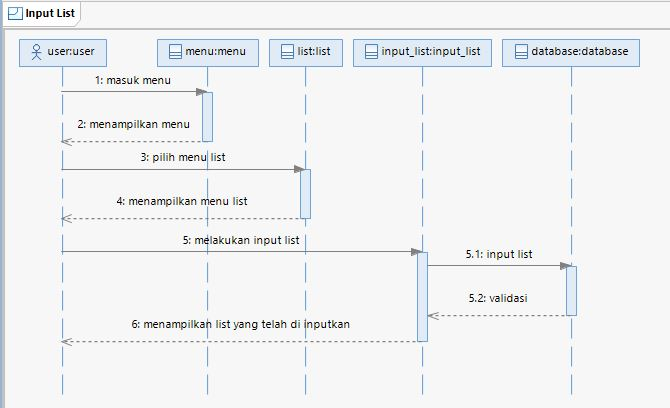 Input List
user:user
menu:menu
list:list
input_list:input_list
database:database
1: masuk menu
2: menampilkan menu
3: pilih menu list
4: menampilkan menu list
5: melakukan input list
5.1: input list
5.2: validasi
6: menampilkan list yang telah di inputkan